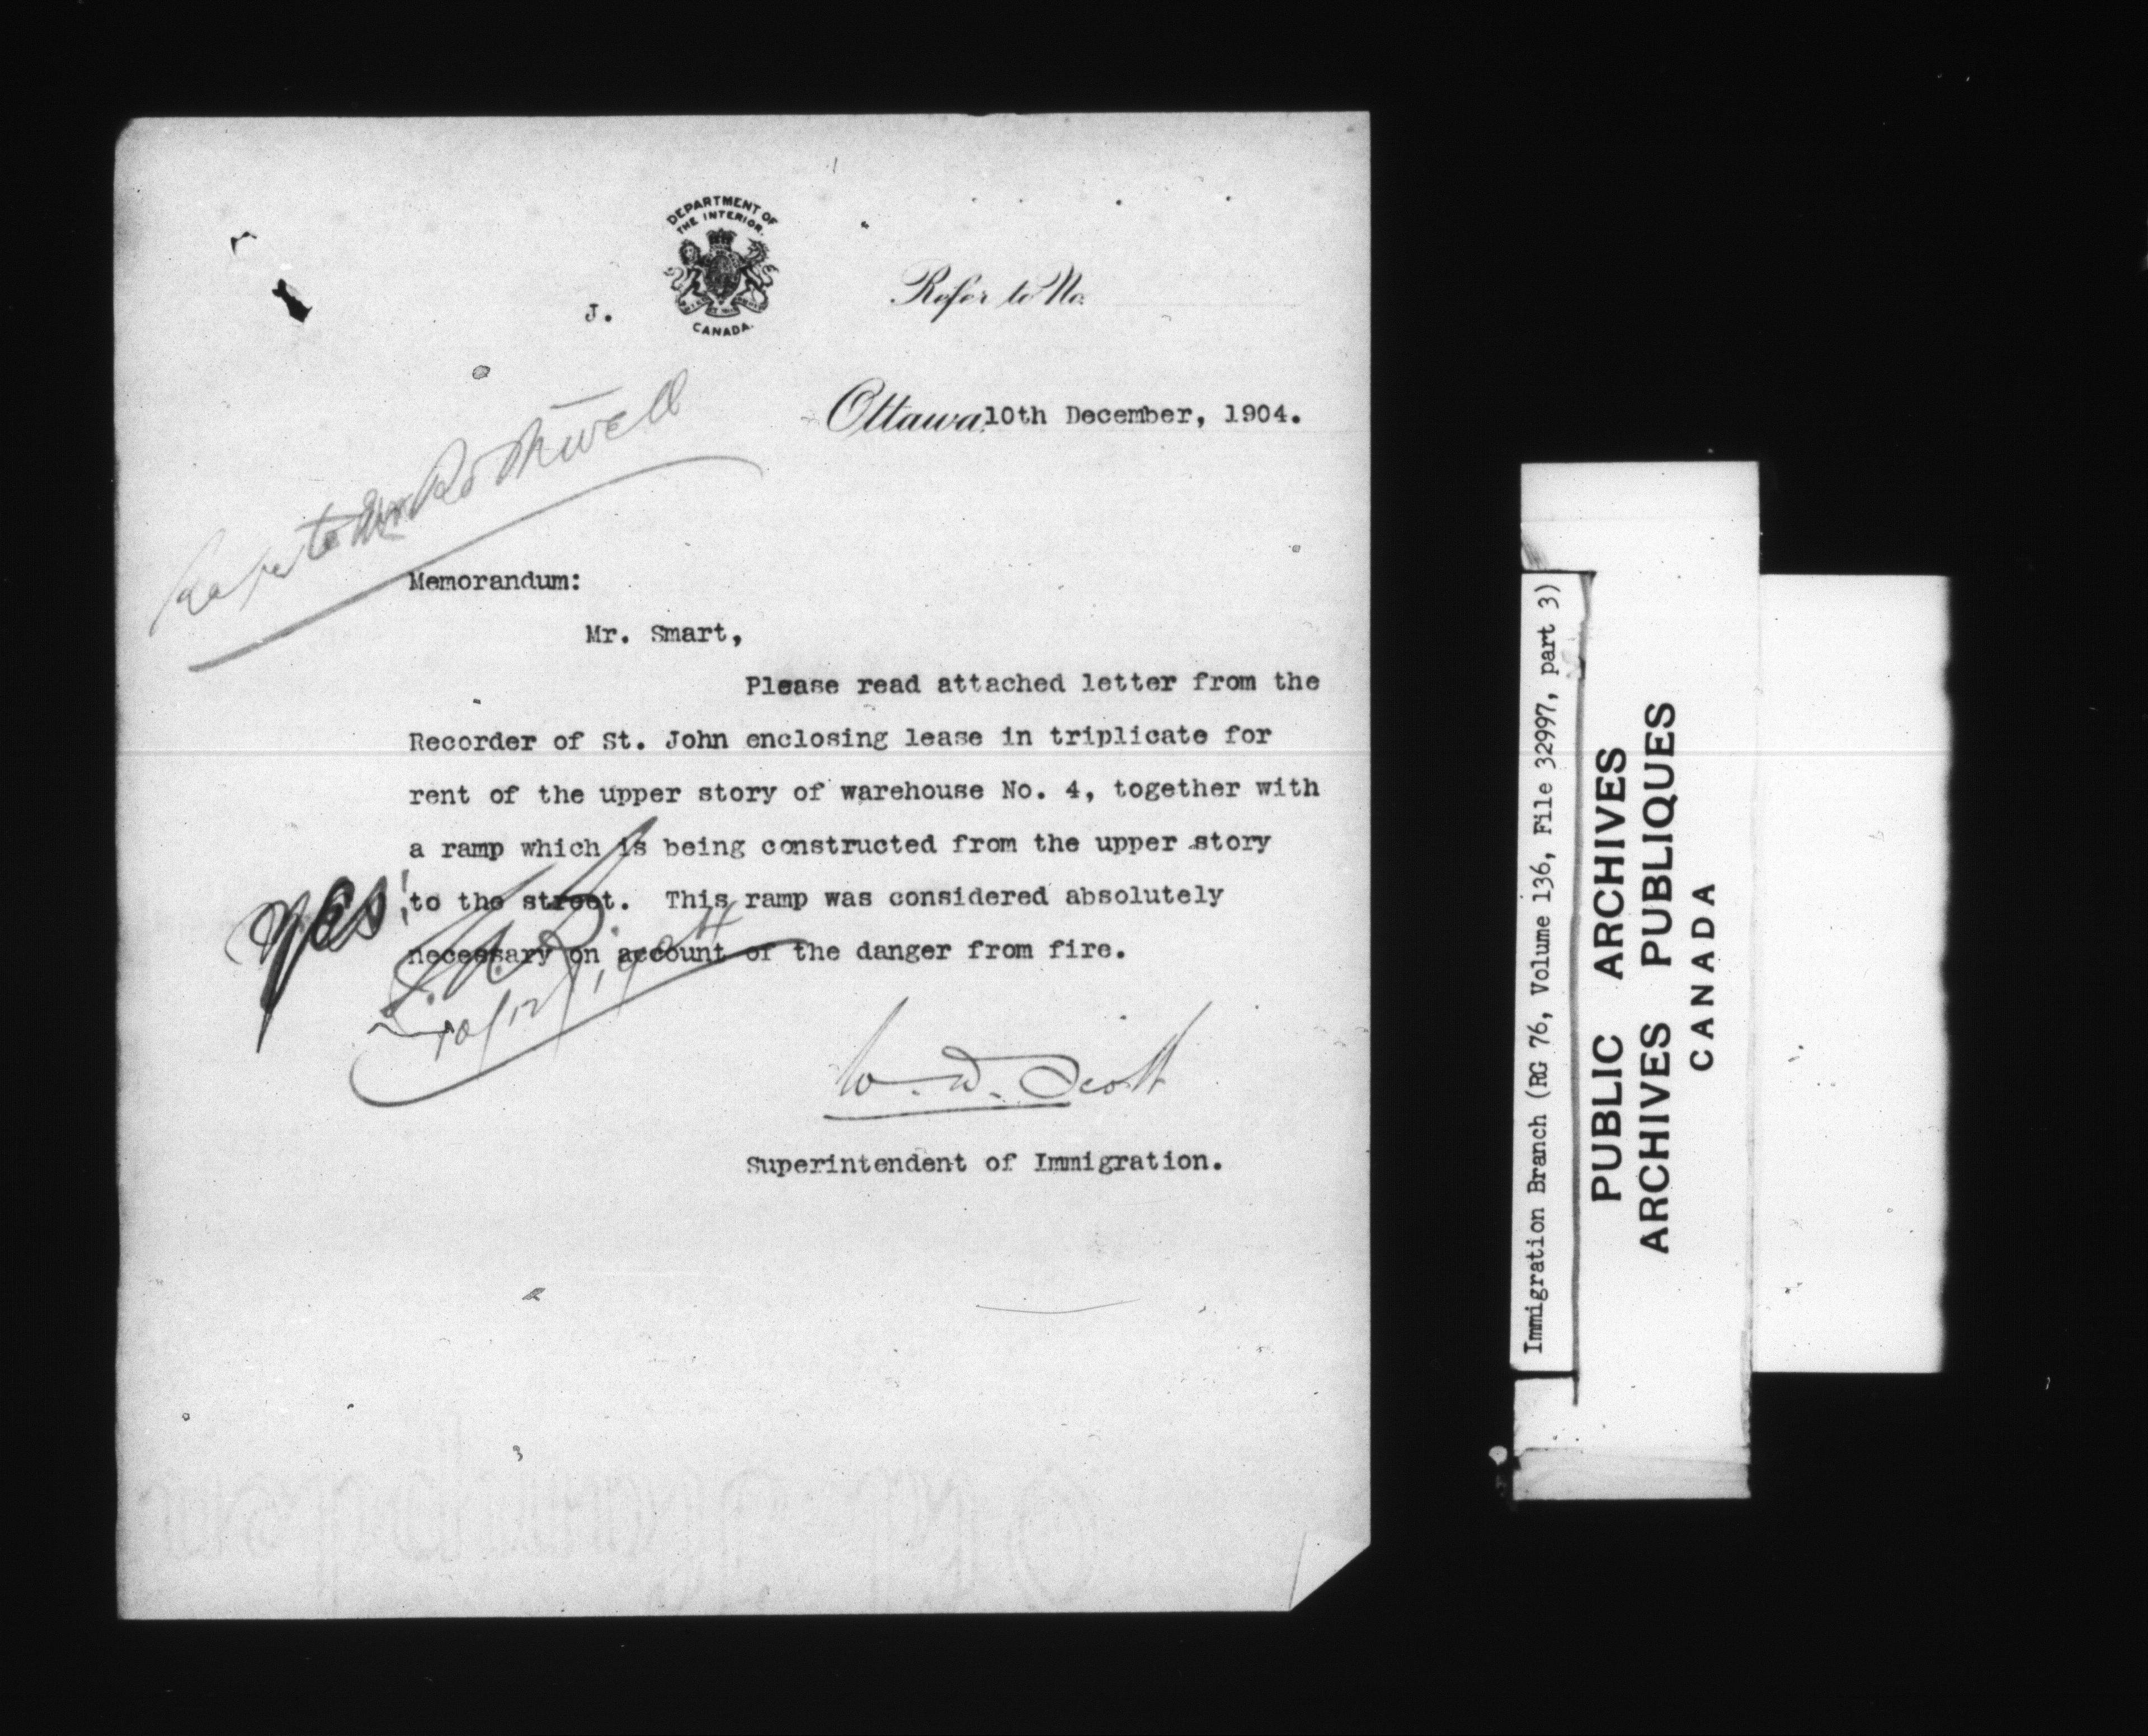 DEPARTMENT OF
THE INTERIOR.
CANADA.
J.
Refer to No.
Ottawa, 10th December, 1904.
to Mr Rothwell
Memorandum:
Mr. Smart,
Please read attached letter from the
Recorder of St. John enclosing lease in triplicate for
rent of the upper story of warehouse No. 4, together with
a ramp which is being constructed from the upper story
to the street. This ramp was considered absolutely
necessary on account of the danger from fire.
Yes!
W. D. Scott
Superintendent of Immigration.
Immigration Branch (RG 76, Volume 136, File 32997, part 3)
PUBLIC ARCHIVES
ARCHIVES PUBLIQUES
CANADA